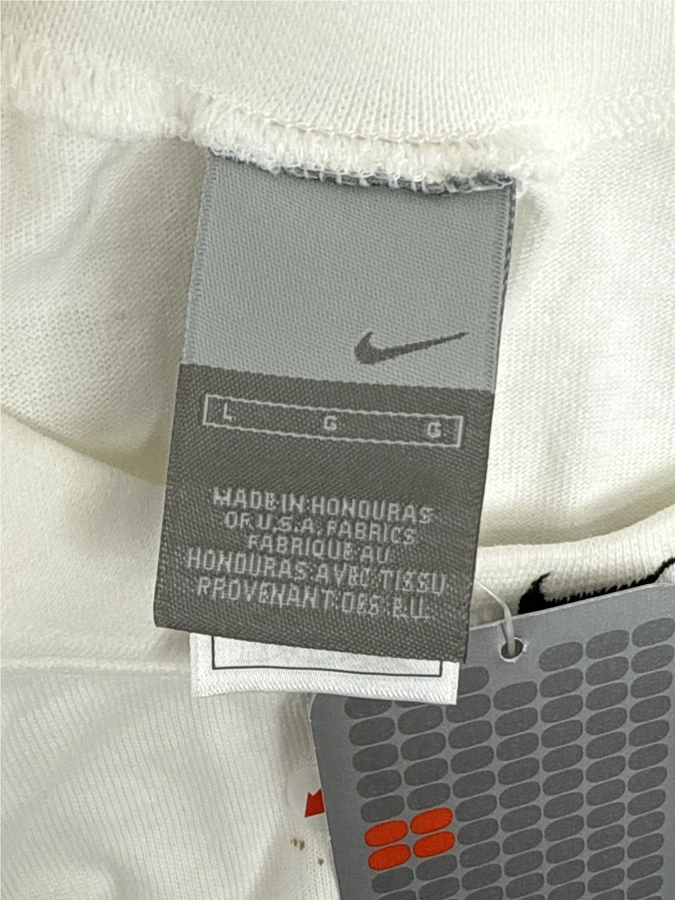 L G G
MADE IN HONDURAS
OF U.S.A. FABRICS
FABRIQUE AU
HONDURAS AVEC TISSU
PROVENANT DES E.U.